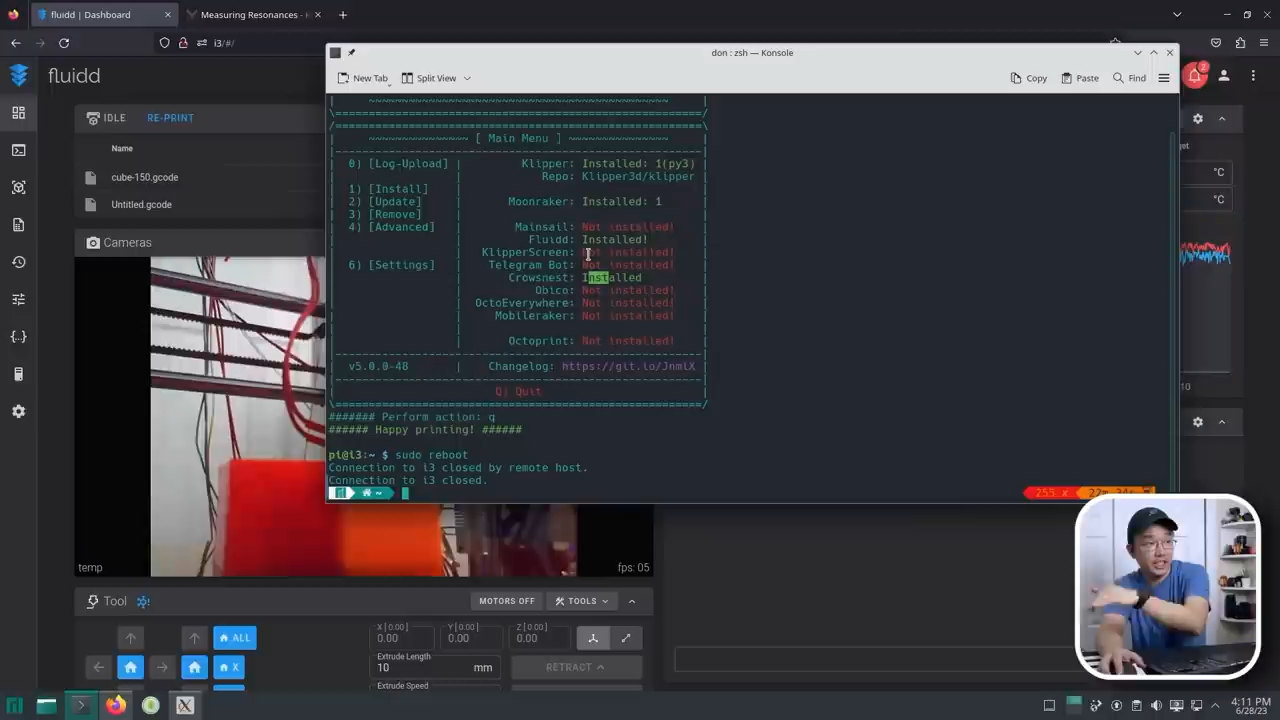 fluidd | Dashboard
Measuring Resonances -
i3/#/
fluidd
don : zsh — Konsole
New Tab
Split View
Copy
Paste
Find
2
IDLE
RE-PRINT
Name
cube-150.gcode
Untitled.gcode
Cameras
[ Main Menu ]
0) [Log-Upload] | Klipper: Installed: 1(py3)
Repo: Klipper3d/klipper
1) [Install]
2) [Update] | Moonraker: Installed: 1
3) [Remove]
4) [Advanced] | Mainsail: Not installed!
Fluidd: Installed!
KlipperScreen: Not installed!
6) [Settings] | Telegram Bot: Not installed!
Crowsnest: Installed
Obico: Not installed!
OctoEverywhere: Not installed!
Mobileraker: Not installed!
Octoprint: Not installed!
v5.0.0-48 | Changelog: https://git.io/JnmlX
Q) Quit
####### Perform action: q
###### Happy printing! ######
pi@i3:~ $ sudo reboot
Connection to i3 closed by remote host.
Connection to i3 closed.
~
255 x
°C
°C
10
temp
fps: 05
Tool
MOTORS OFF
TOOLS
ALL
X [ 0.00 ]
0.00
Y [ 0.00 ]
0.00
Z [ 0.00 ]
0.00
X
Extrude Length
10
mm
RETRACT
Extrude Speed
4:11 PM
6/28/23